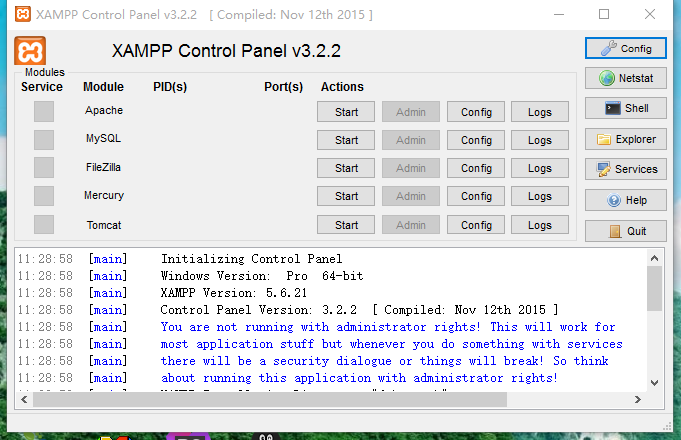 XAMPP Control Panel v3.2.2 [ Compiled: Nov 12th 2015 ]
XAMPP Control Panel v3.2.2
Config
Modules
Service Module PID(s) Port(s) Actions
Netstat
Apache Start Admin Config Logs
Shell
MySQL Start Admin Config Logs
Explorer
FileZilla Start Admin Config Logs
Services
Mercury Start Admin Config Logs
Help
Tomcat Start Admin Config Logs
Quit
11:28:58 [main] Initializing Control Panel
11:28:58 [main] Windows Version: Pro 64-bit
11:28:58 [main] XAMPP Version: 5.6.21
11:28:58 [main] Control Panel Version: 3.2.2 [ Compiled: Nov 12th 2015 ]
11:28:58 [main] You are not running with administrator rights! This will work for
11:28:58 [main] most application stuff but whenever you do something with services
11:28:58 [main] there will be a security dialogue or things will break! So think
11:28:58 [main] about running this application with administrator rights!